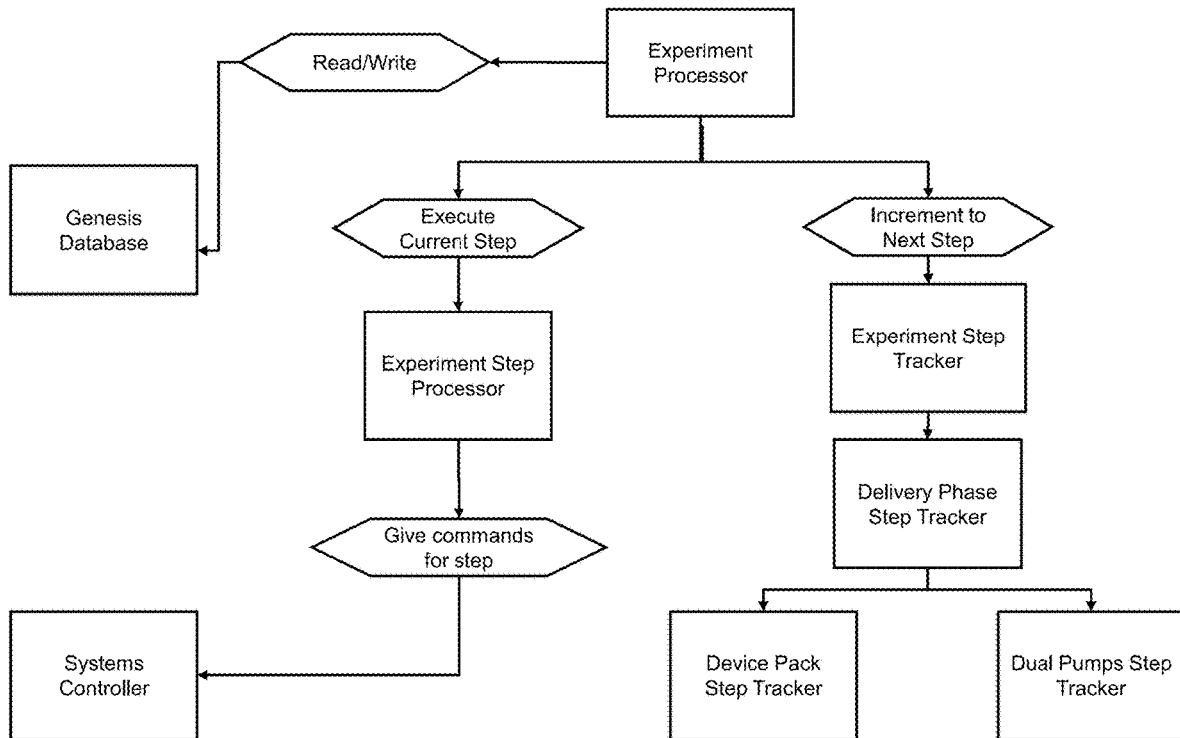 Experiment
Processor
Read/Write
Genesis
Database
Execute
Current Step
Increment to
Next Step
Experiment Step
Processor
Experiment Step
Tracker
Delivery Phase
Step Tracker
Give commands
for step
Systems
Controller
Device Pack
Step Tracker
Dual Pumps Step
Tracker